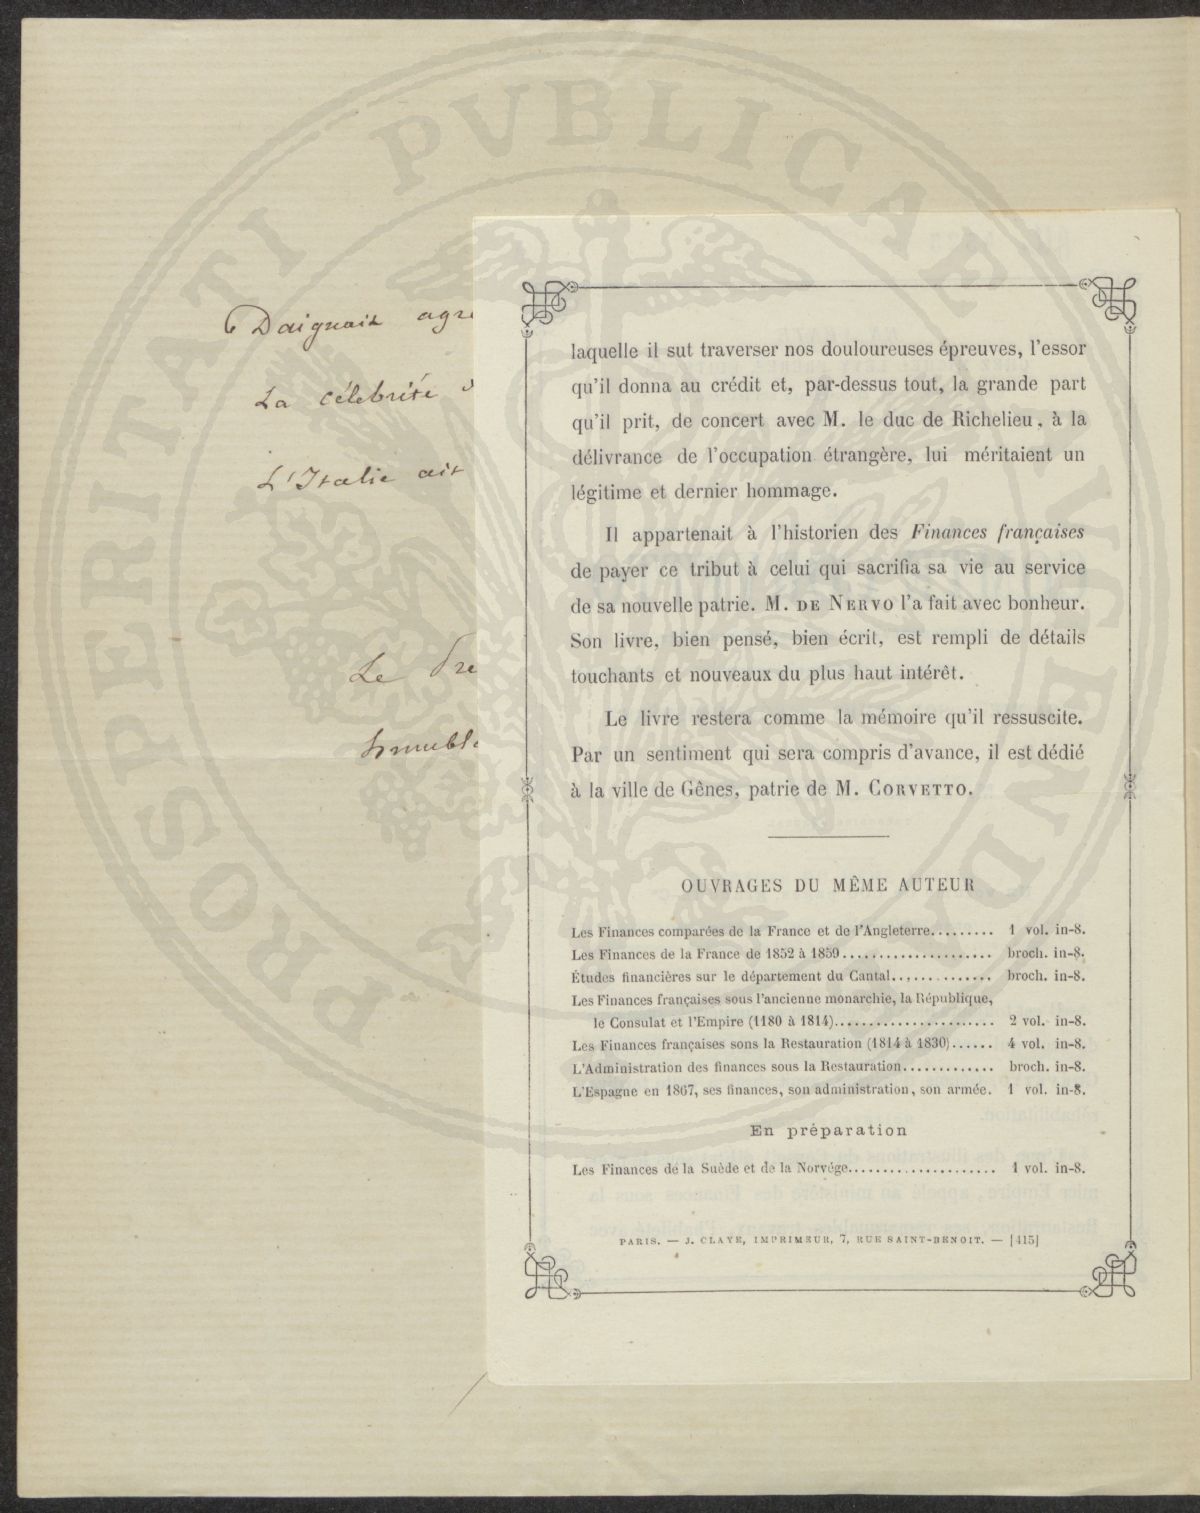 PROSPERITATI PVBLICAE AVGENDAE
Daignait
La célebrité
L'Italie ait
Le
laquelle il sut traverser nos douloureuses épreuves, l'essor
qu'il donna au crédit et, par-dessus tout, la grande part
qu'il prit, de concert avec M. le duc de Richelieu, à la
délivrance de l'occupation étrangère, lui méritaient un
légitime et dernier hommage.
Il appartenait à l'historien des Finances françaises
de payer ce tribut à celui qui sacrifia sa vie au service
de sa nouvelle patrie. M. DE NERVO l'a fait avec bonheur.
Son livre, bien pensé, bien écrit, est rempli de détails
touchants et nouveaux du plus haut intérêt.
Le livre restera comme la mémoire qu'il ressuscite.
Par un sentiment qui sera compris d'avance, il est dédié
à la ville de Gênes, patrie de M. CORVETTO.
OUVRAGES DU MÊME AUTEUR
Les Finances comparées de la France et de l'Angleterre......... 1 vol. in-8.
Les Finances de la France de 1852 à 1859..................... broch. in-8.
Études financières sur le département du Cantal.............. broch. in-8.
Les Finances françaises sous l'ancienne monarchie, la République,
le Consulat et l'Empire (1180 à 1814)....................... 2 vol. in-8.
Les Finances françaises sons la Restauration (1814 à 1830)...... 4 vol. in-8.
L'Administration des finances sous la Restauration............. broch. in-8.
L'Espagne en 1867, ses finances, son administration, son armée. 1 vol. in-8.
En préparation
Les Finances de la Suède et de la Norvége..................... 1 vol. in-8.
PARIS. — J. CLAYE, IMPRIMEUR, 7, RUE SAINT-BENOIT. — [415]